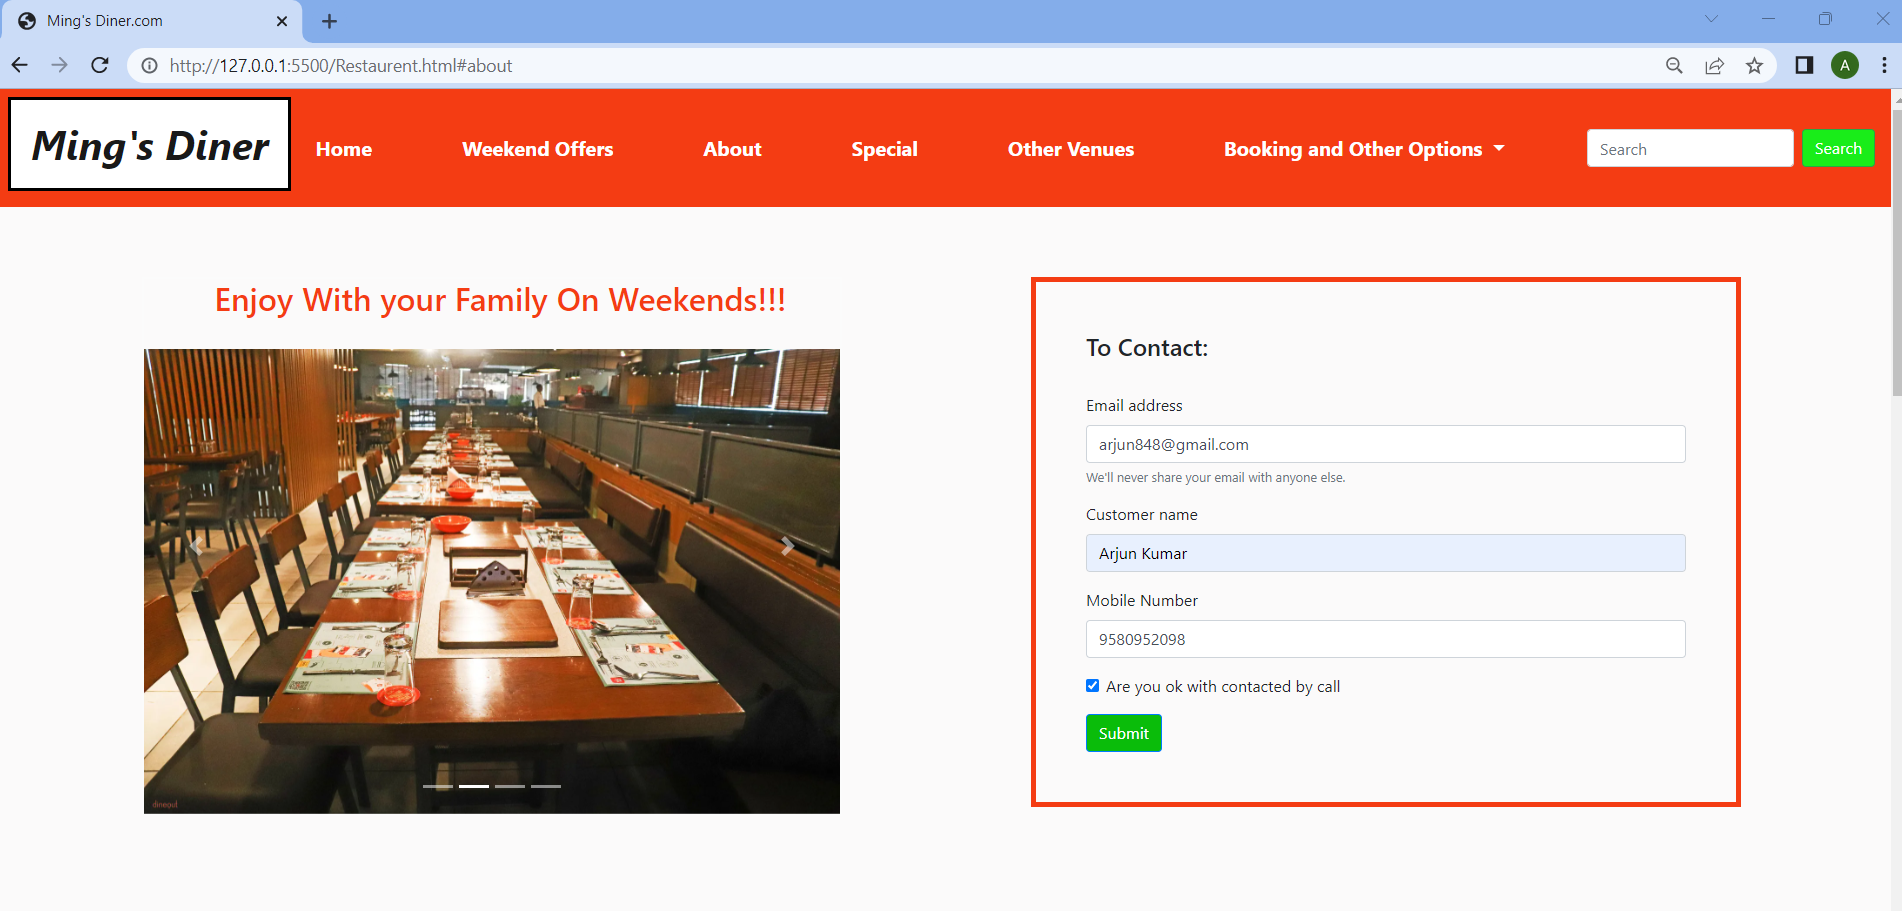 Ming's Diner.com
http://127.0.0.1:5500/Restaurent.html#about
A
Ming's Diner
Home
Weekend Offers
About
Special
Other Venues
Booking and Other Options
Search
Search
Enjoy With your Family On Weekends!!!
dineout
To Contact:
Email address
arjun848@gmail.com
We'll never share your email with anyone else.
Customer name
Arjun Kumar
Mobile Number
9580952098
Are you ok with contacted by call
Submit